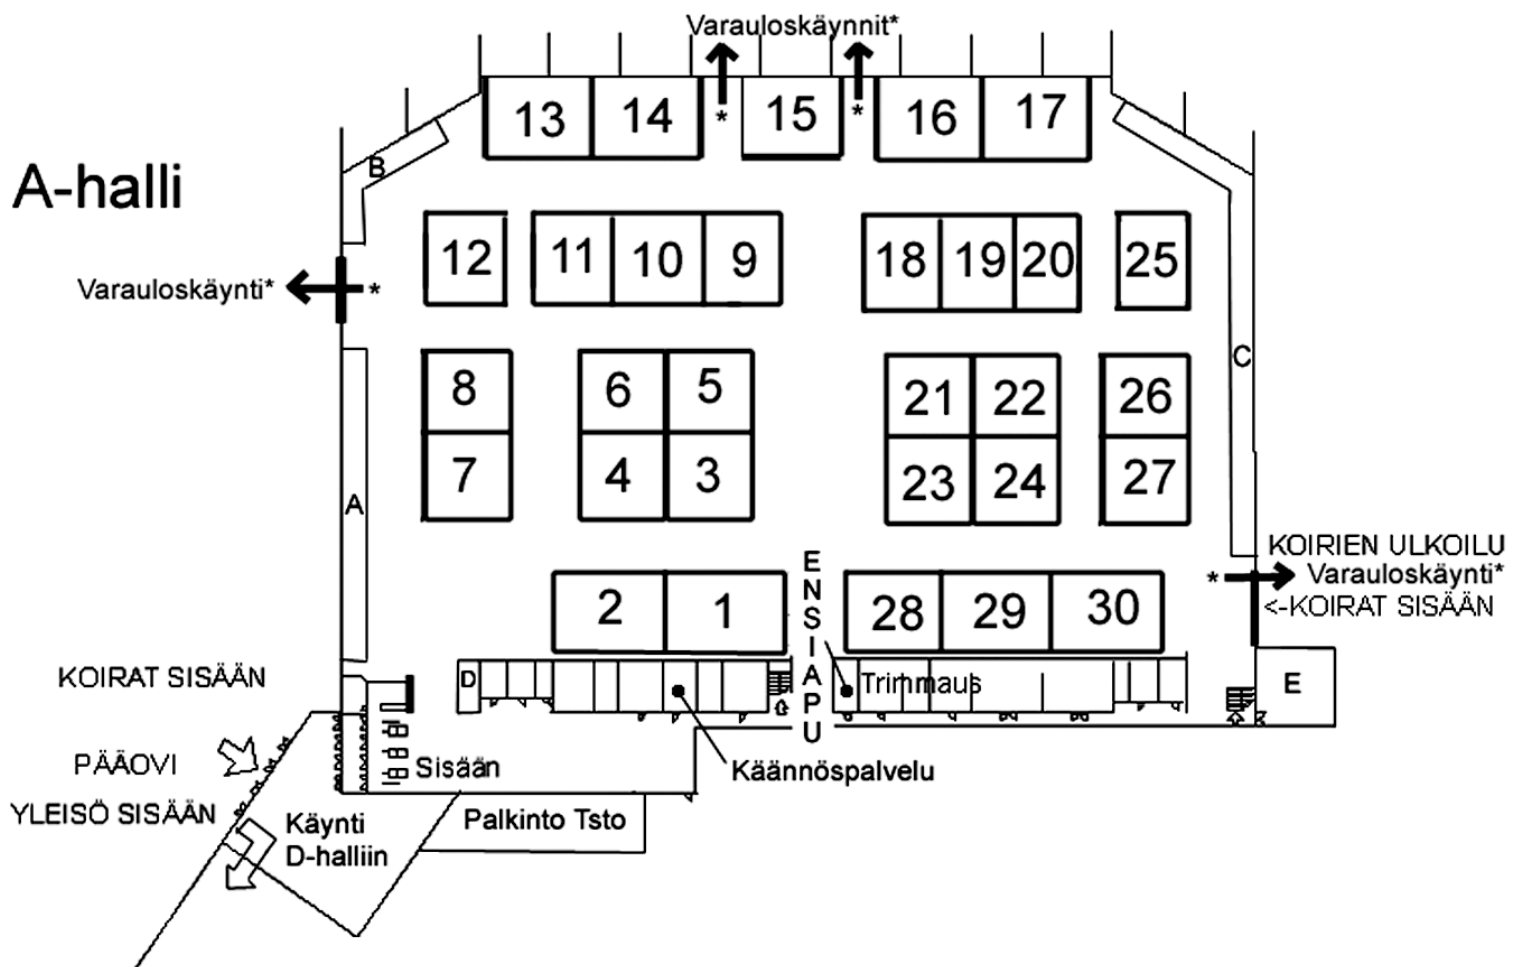 Varauloskäynnit*
* *
13 14 15 16 17
B
A-halli
12 11 10 9 18 19 20 25
Varauloskäynti* *
8 6 5 21 22 26
C
7 4 3 23 24 27
A
KOIRIEN ULKOILU
* Varauloskäynti*
<-KOIRAT SISÄÄN
2 1 28 29 30
ENSIAPU
KOIRAT SISÄÄN
D
Trimmaus
E
PÄÄOVI
Sisään
Käännöspalvelu
YLEISÖ SISÄÄN
Käynti
D-halliin
Palkinto Tsto